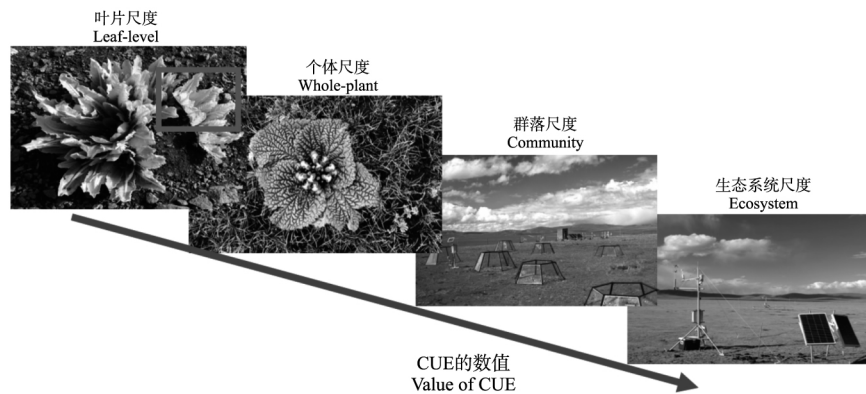 叶片尺度
Leaf-level
个体尺度
Whole-plant
群落尺度
Community
生态系统尺度
Ecosystem
CUE的数值
Value of CUE